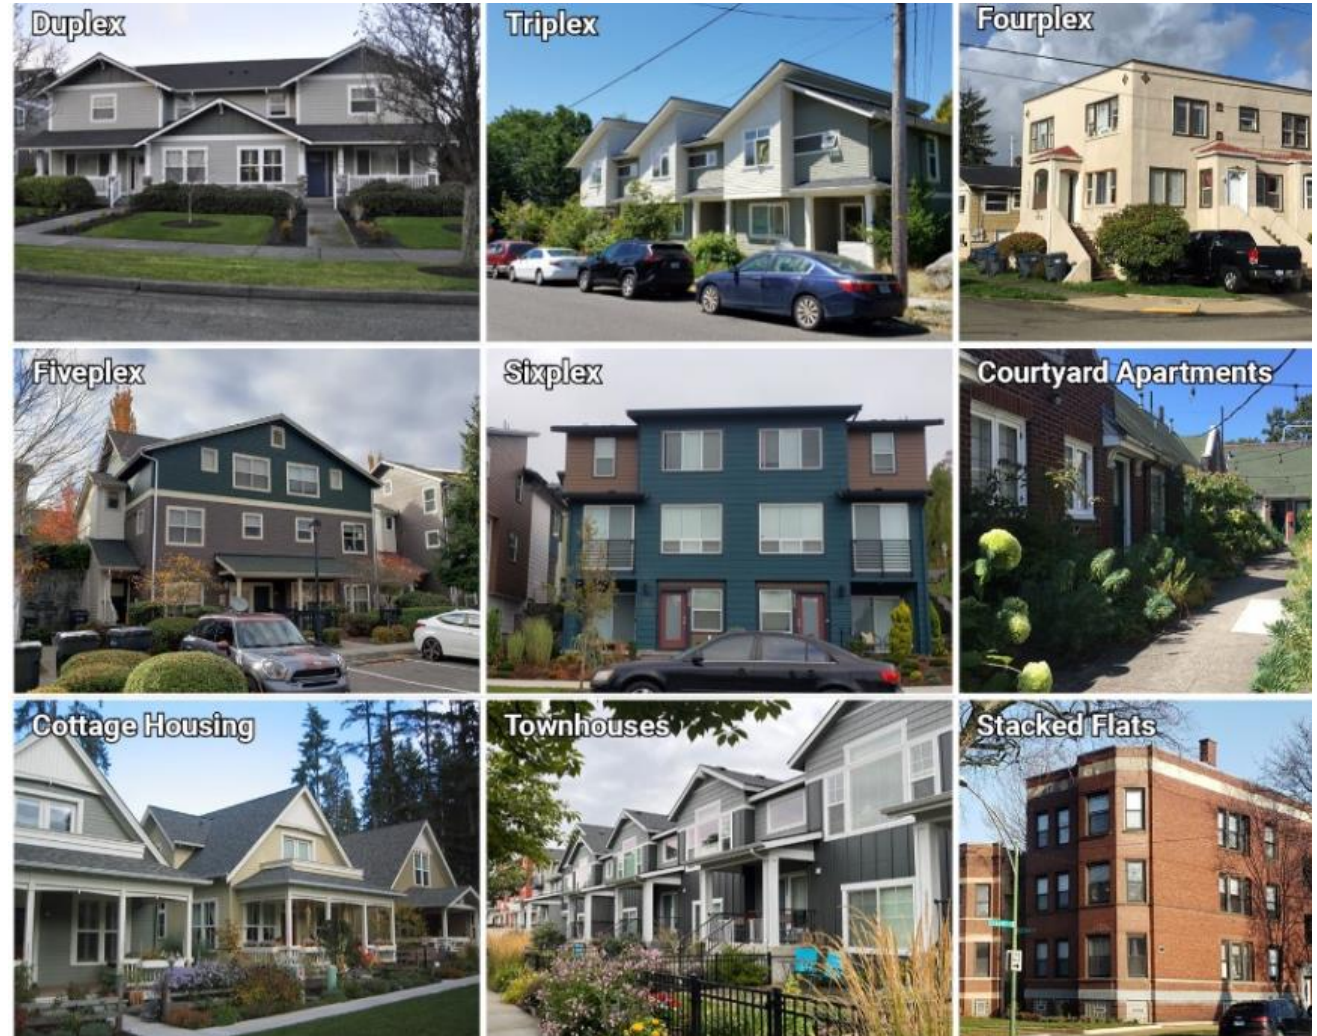 Duplex
Triplex
Fourplex
Fiveplex
Sixplex
Courtyard Apartments
Cottage Housing
Townhouses
Stacked Flats